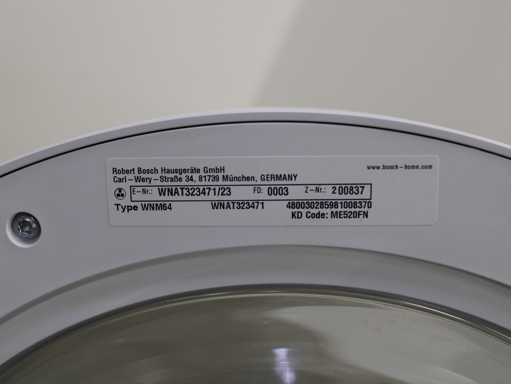 Robert Bosch Hausgeräte GmbH
www.bosch-home.com
Carl-Wery-Straße 34, 81739 München, GERMANY
E-Nr.: WNAT323471/23 FD: 0003 Z-Nr.: 200837
Type WNM64 WNAT323471 480030285981008370
KD Code: ME520FN